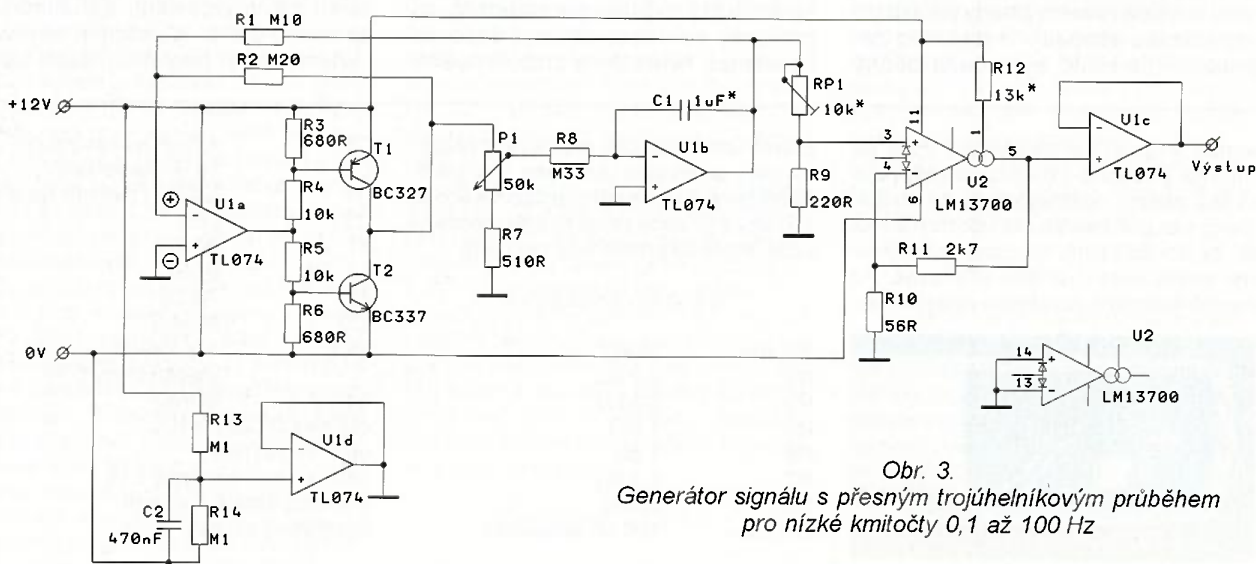 R1 M10
R2 M20
+12V
R3
680R
T1
R4
10k
BC327
U1a
TL074
R5
10k
T2
R6
680R
BC337
0V
P1
50k
R7
510R
R8
M33
C1 1uF*
U1b
TL074
RP1
10k*
R9
220R
R12
13k*
11
3
4
6
1
5
U2
LM13700
U1c
TL074
Výstup
R11 2k7
R10
56R
U2
14
13
LM13700
R13
M1
U1d
TL074
C2
470nF
R14
M1
Obr. 3.
Generátor signálu s přesným trojúhelníkovým průběhem
pro nízké kmitočty 0,1 až 100 Hz